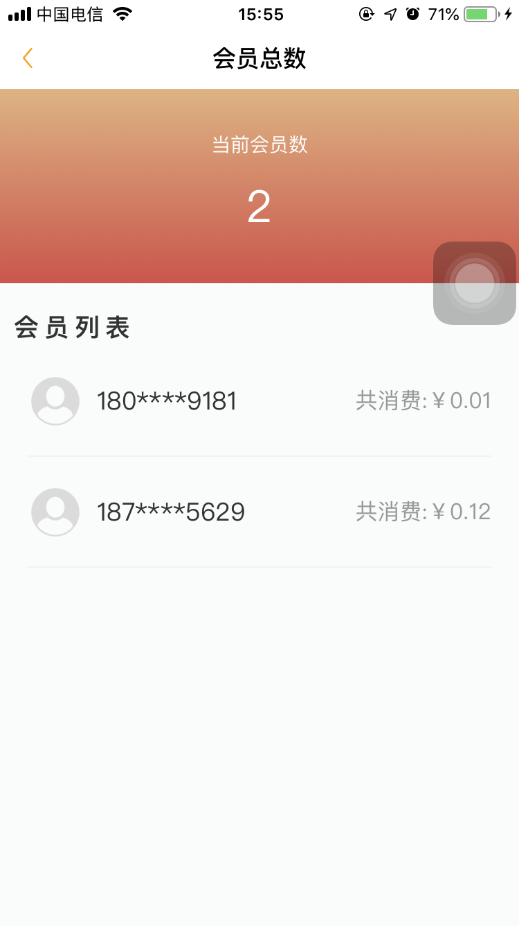 中国电信 15:55 71%
会员总数
当前会员数
2
会员列表
180****9181 共消费:￥0.01
187****5629 共消费:￥0.12